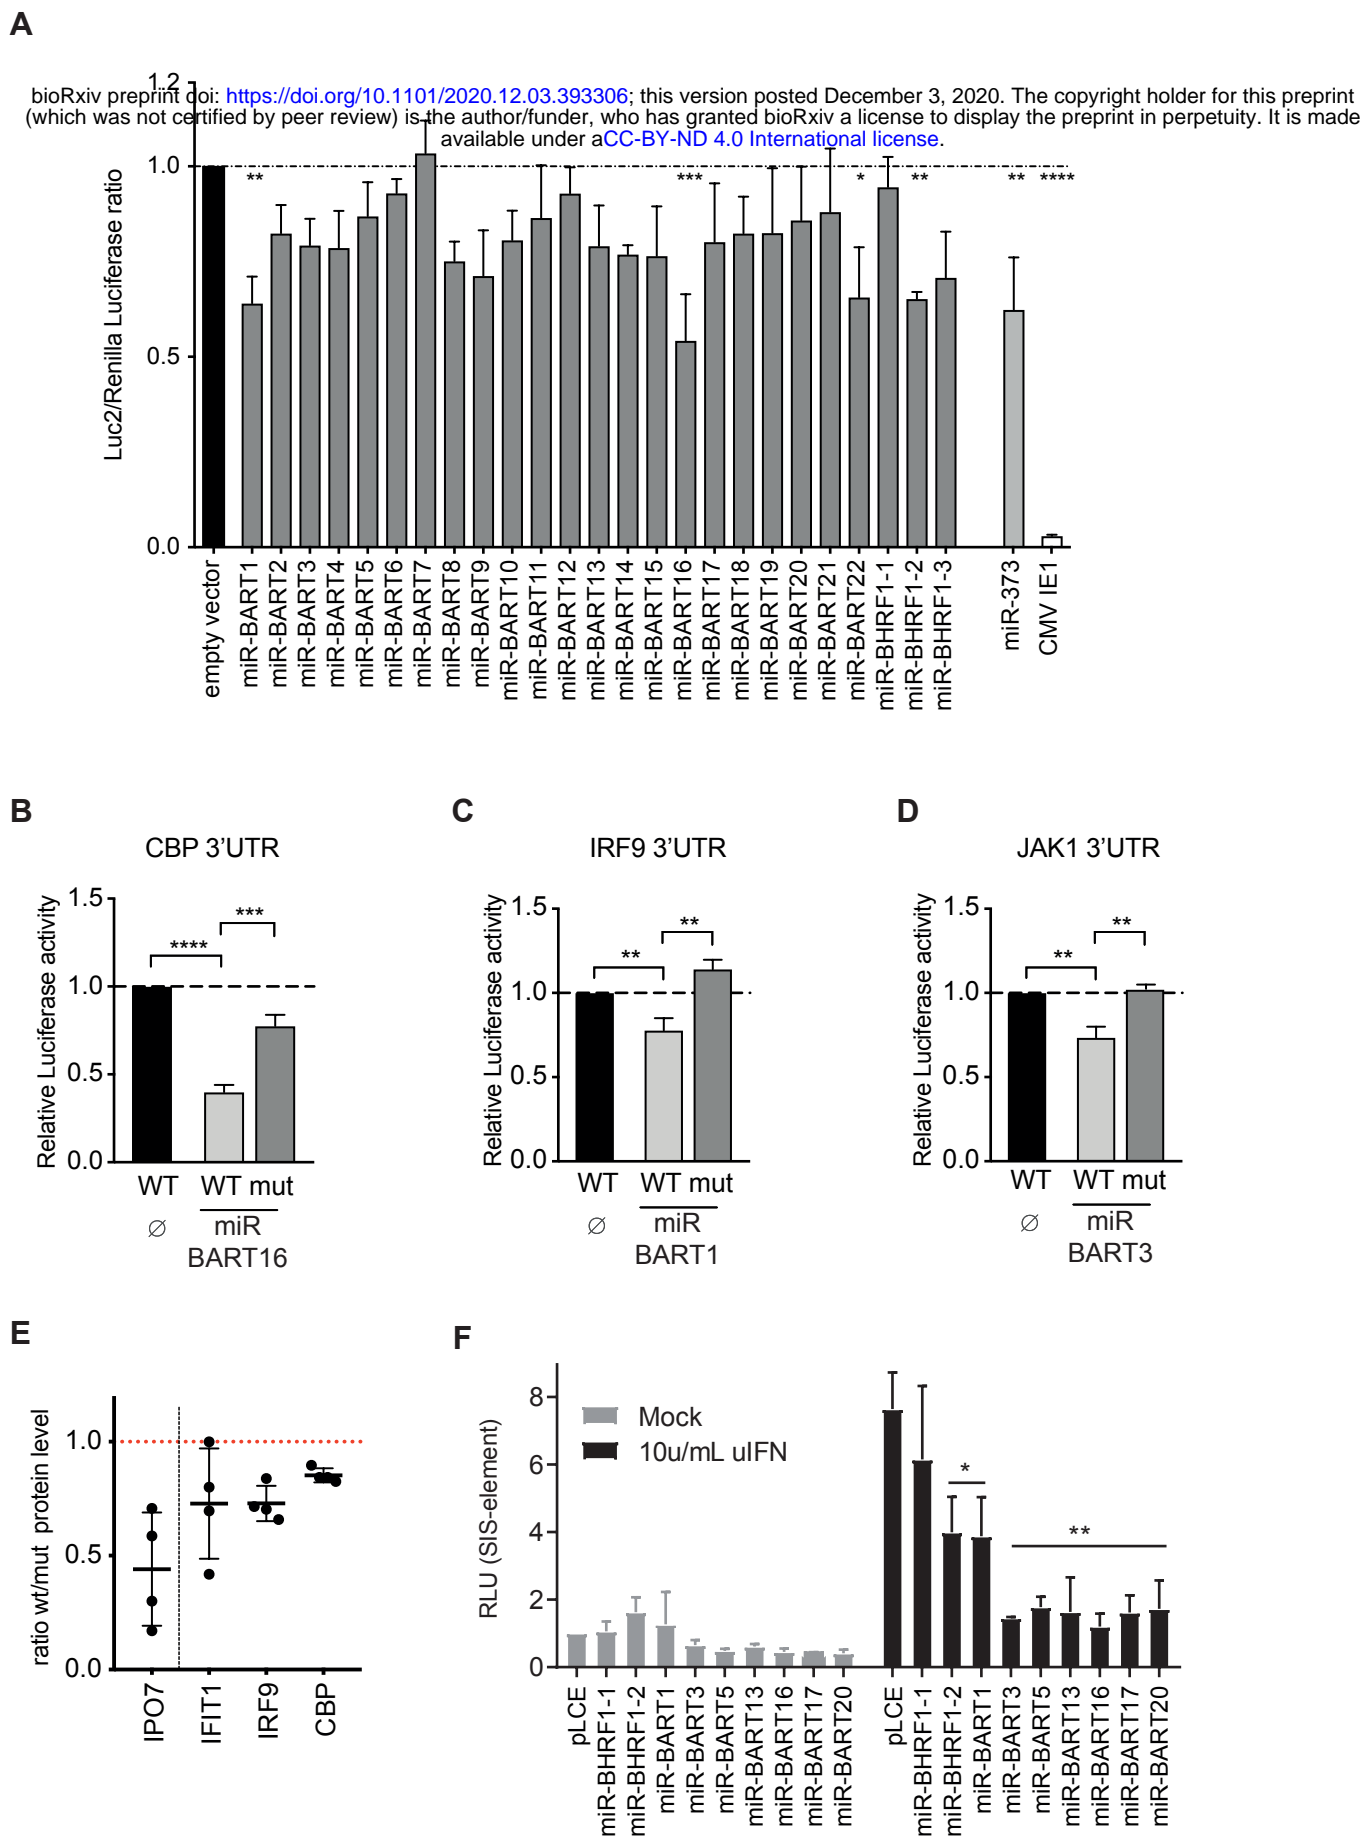 A
bioRxiv preprint doi: https://doi.org/10.1101/2020.12.03.393306; this version posted December 3, 2020. The copyright holder for this preprint
(which was not certified by peer review) is the author/funder, who has granted bioRxiv a license to display the preprint in perpetuity. It is made
available under aCC-BY-ND 4.0 International license.
Luc2/Renilla Luciferase ratio
1.2
1.0
0.5
0.0
** *** * ** ** ****
empty vector
miR-BART1
miR-BART2
miR-BART3
miR-BART4
miR-BART5
miR-BART6
miR-BART7
miR-BART8
miR-BART9
miR-BART10
miR-BART11
miR-BART12
miR-BART13
miR-BART14
miR-BART15
miR-BART16
miR-BART17
miR-BART18
miR-BART19
miR-BART20
miR-BART21
miR-BART22
miR-BHRF1-1
miR-BHRF1-2
miR-BHRF1-3
miR-373
CMV IE1
B
CBP 3'UTR
Relative Luciferase activity
1.5
1.0
0.5
0.0
****
***
WT WT mut
∅ miR
BART16
C
IRF9 3'UTR
Relative Luciferase activity
1.5
1.0
0.5
0.0
**
**
WT WT mut
∅ miR
BART1
D
JAK1 3'UTR
Relative Luciferase activity
1.5
1.0
0.5
0.0
**
**
WT WT mut
∅ miR
BART3
E
ratio wt/mut protein level
1.0
0.5
0.0
IPO7
IFIT1
IRF9
CBP
F
RLU (SIS-element)
8
6
4
2
0
Mock
10u/mL uIFN
*
**
pLCE
miR-BHRF1-1
miR-BHRF1-2
miR-BART1
miR-BART3
miR-BART5
miR-BART13
miR-BART16
miR-BART17
miR-BART20
pLCE
miR-BHRF1-1
miR-BHRF1-2
miR-BART1
miR-BART3
miR-BART5
miR-BART13
miR-BART16
miR-BART17
miR-BART20